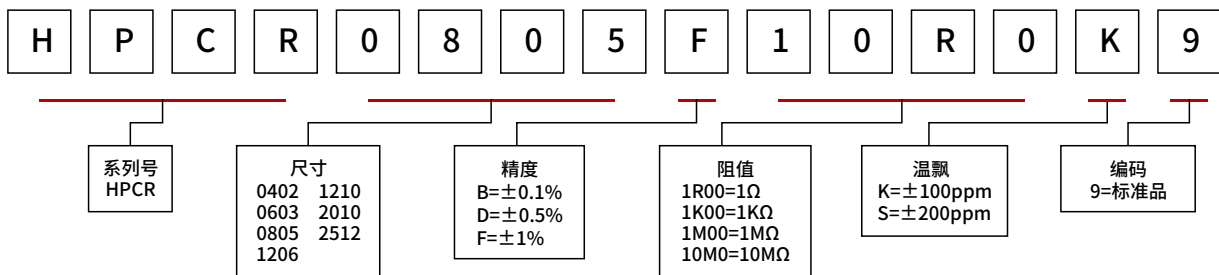 H P C R 0 8 0 5 F 1 0 R 0 K 9
系列号
HPCR
尺寸
0402 1210
0603 2010
0805 2512
1206
精度
B=±0.1%
D=±0.5%
F=±1%
阻值
1R00=1Ω
1K00=1KΩ
1M00=1MΩ
10M0=10MΩ
温飘
K=±100ppm
S=±200ppm
编码
9=标准品